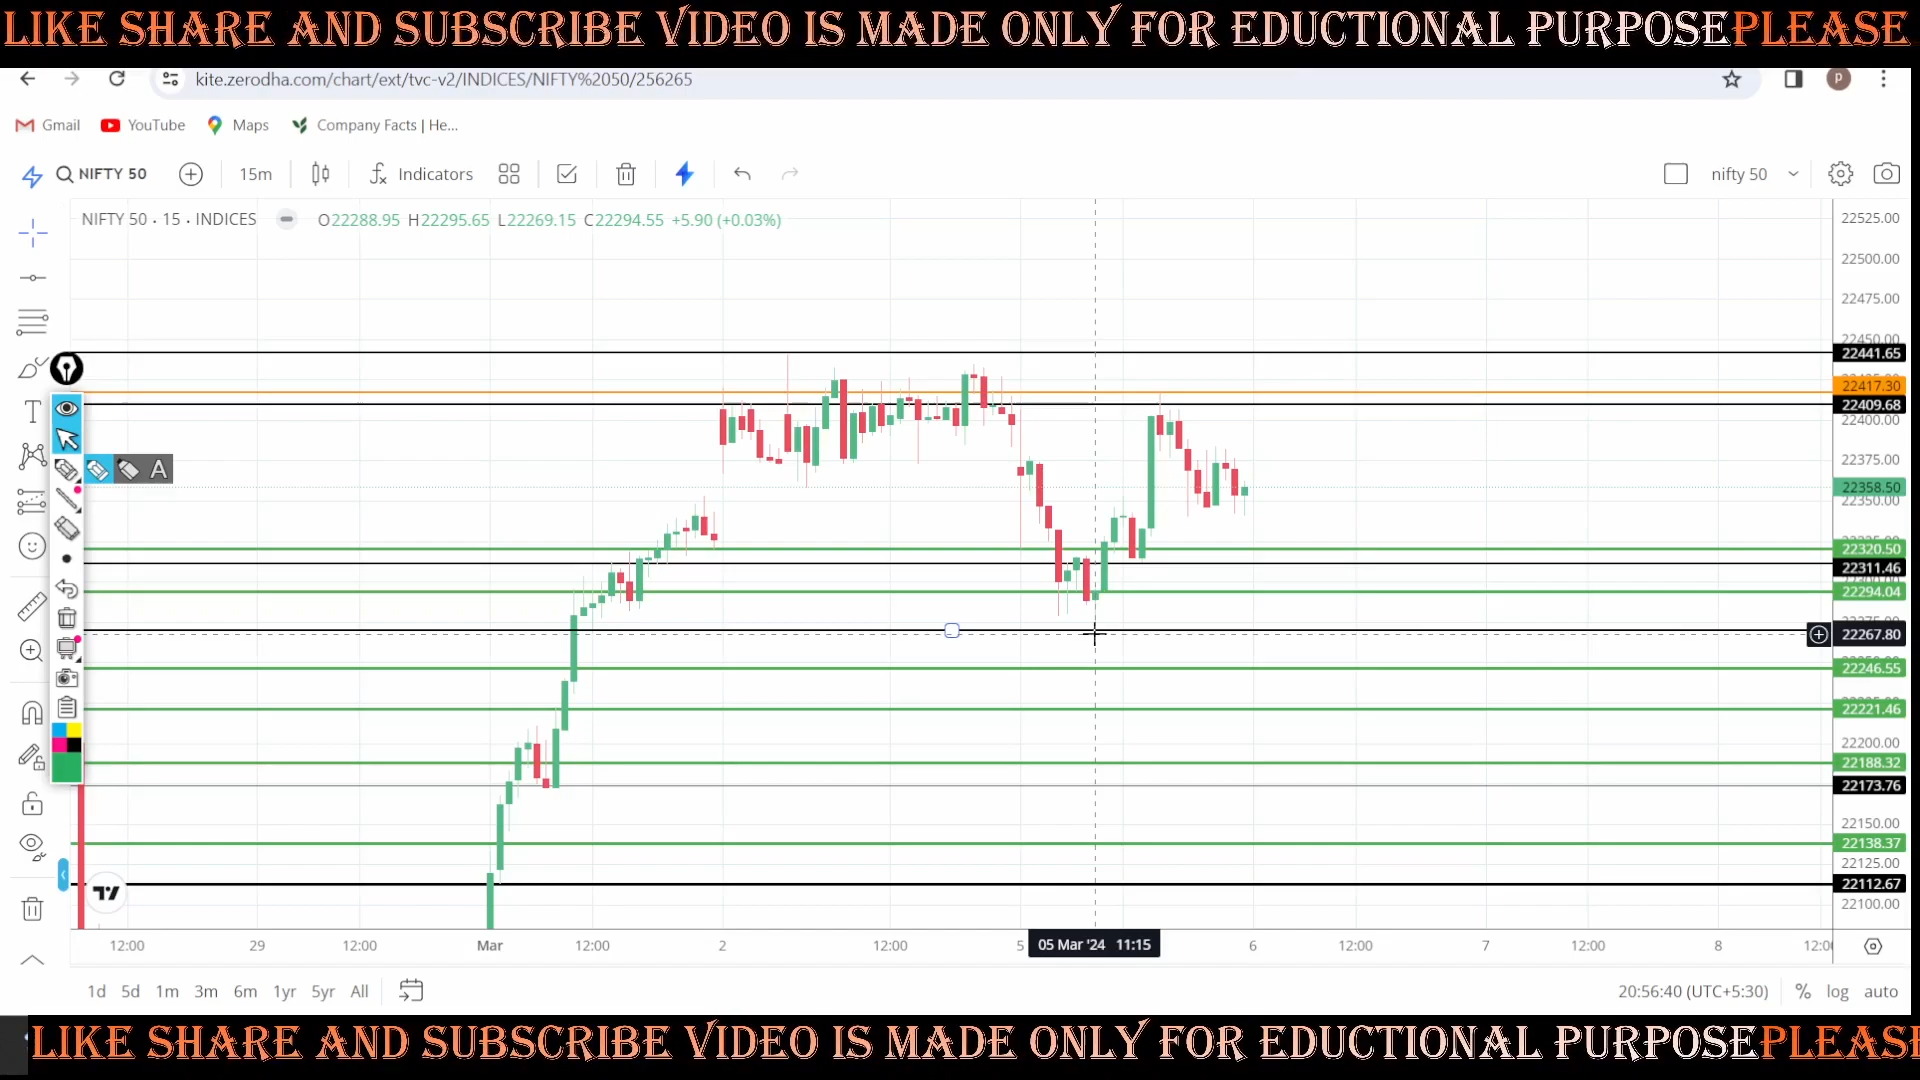 LIKE SHARE AND SUBSCRIBE VIDEO IS MADE ONLY FOR EDUCTIONAL PURPOSEPLEASE
kite.zerodha.com/chart/ext/tvc-v2/INDICES/NIFTY%2050/256265
P
Gmail YouTube Maps Company Facts | He...
NIFTY 50 15m Indicators nifty 50
NIFTY 50 · 15 · INDICES O22288.95 H22295.65 L22269.15 C22294.55 +5.90 (+0.03%)
22525.00
22500.00
22475.00
22450.00
22441.65
22417.30
22409.68
22400.00
22375.00
22358.50
22350.00
22320.50
22311.46
22294.04
22267.80
22246.55
22221.46
22200.00
22188.32
22173.76
22150.00
22138.37
22125.00
22112.67
22100.00
T
A
12:00 29 12:00 Mar 12:00 2 12:00 5 05 Mar '24 11:15 6 12:00 7 12:00 8 12:0
1d 5d 1m 3m 6m 1yr 5yr All 20:56:40 (UTC+5:30) % log auto
LIKE SHARE AND SUBSCRIBE VIDEO IS MADE ONLY FOR EDUCTIONAL PURPOSEPLEAS